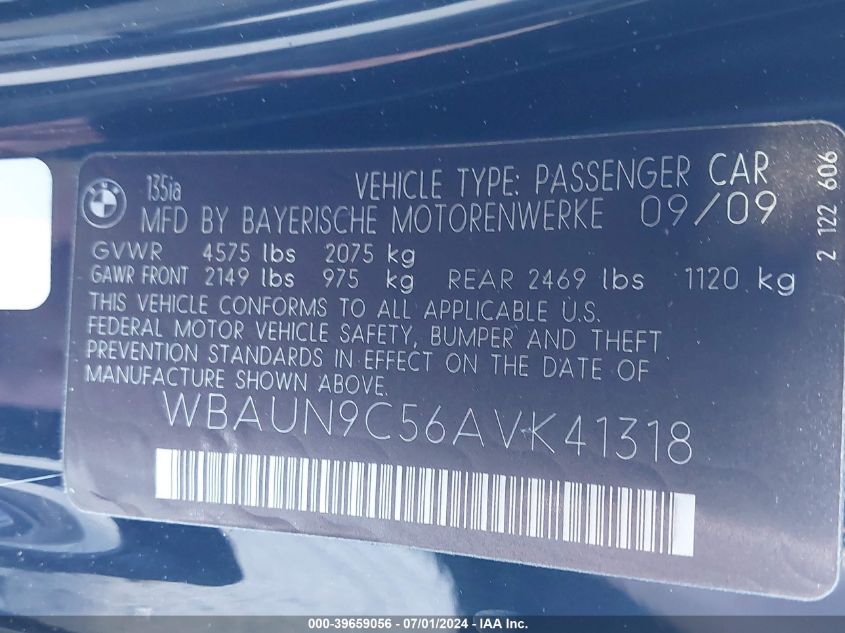 BMW
135ia
VEHICLE TYPE: PASSENGER CAR
MFD BY BAYERISCHE MOTORENWERKE 09/09
GVWR 4575 lbs 2075 kg
GAWR FRONT 2149 lbs 975 kg REAR 2469 lbs 1120 kg
THIS VEHICLE CONFORMS TO ALL APPLICABLE U.S.
FEDERAL MOTOR VEHICLE SAFETY, BUMPER AND THEFT
PREVENTION STANDARDS IN EFFECT ON THE DATE OF
MANUFACTURE SHOWN ABOVE.
WBAUN9C56AVK41318
2 122 606
000-39659056 - 07/01/2024 - IAA Inc.